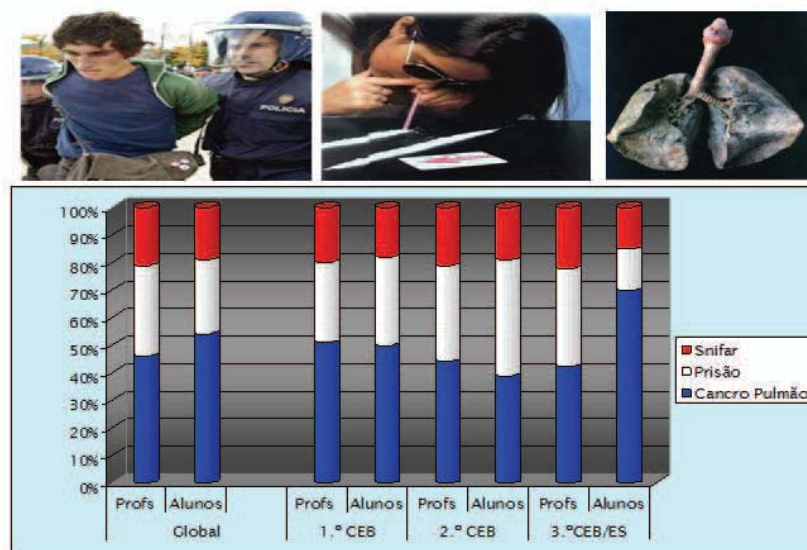 POLICIA
100%
90%
80%
70%
60%
50%
40%
30%
20%
10%
0%
Snifar
Prisão
Cancro Pulmão
Profs Alunos Profs Alunos Profs Alunos Profs Alunos
Global 1.º CEB 2.º CEB 3.ºCEB/ES